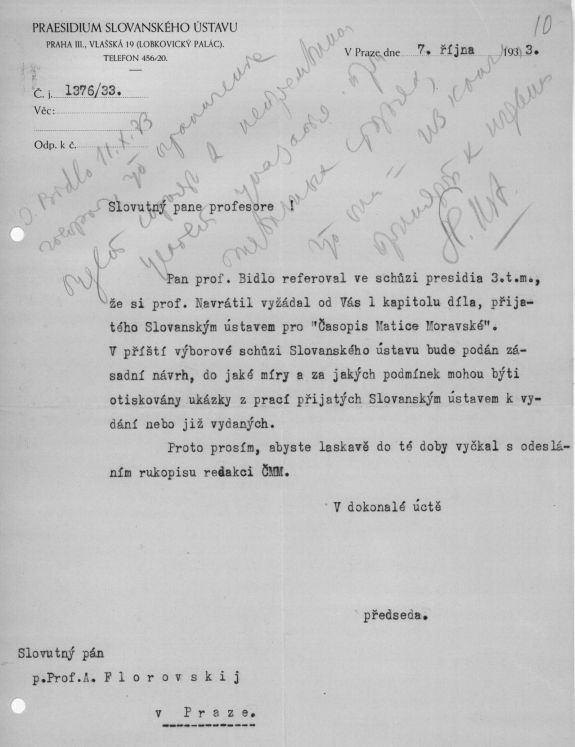 PRAESIDIUM SLOVANSKÉHO ÚSTAVU
PRAHA III., VLAŠSKÁ 19 (LOBKOVICKÝ PALÁC).
TELEFON 456-20.
10
V Praze, dne 7. října 1933.
Č. j. 1376/33.
Věc:
Odp. k č.
Slovutný pane profesore !
Pan prof. Bidlo referoval ve schůzi presidia 3.t.m.,
že si prof. Navrátil vyžádal od Vás 1 kapitolu díla, přija-
tého Slovanským ústavem pro "Časopis Matice Moravské".
V příští výborové schůzi Slovanského ústavu bude podán zá-
sadní návrh, do jaké míry a za jakých podmínek mohou býti
otiskovány ukázky z prací přijatých Slovanským ústavem k vy-
dání nebo již vydaných.
Proto prosím, abyste laskavě do té doby vyčkal s odeslá-
ním rukopisu redakci ČMM.
V dokonalé úctě
předseda.
Slovutný pán
p.Prof.A. Florovskij
v Praze.